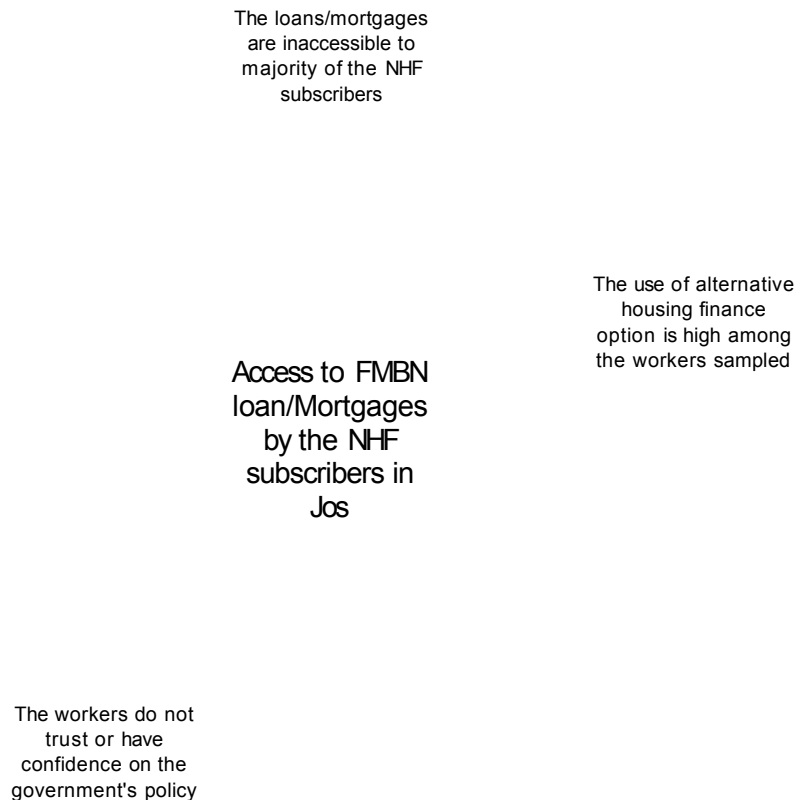 The loans/mortgages
are inaccessible to
majority of the NHF
subscribers
The use of alternative
housing finance
option is high among
the workers sampled
Access to FMBN
loan/Mortgages
by the NHF
subscribers in
Jos
The workers do not
trust or have
confidence on the
government's policy